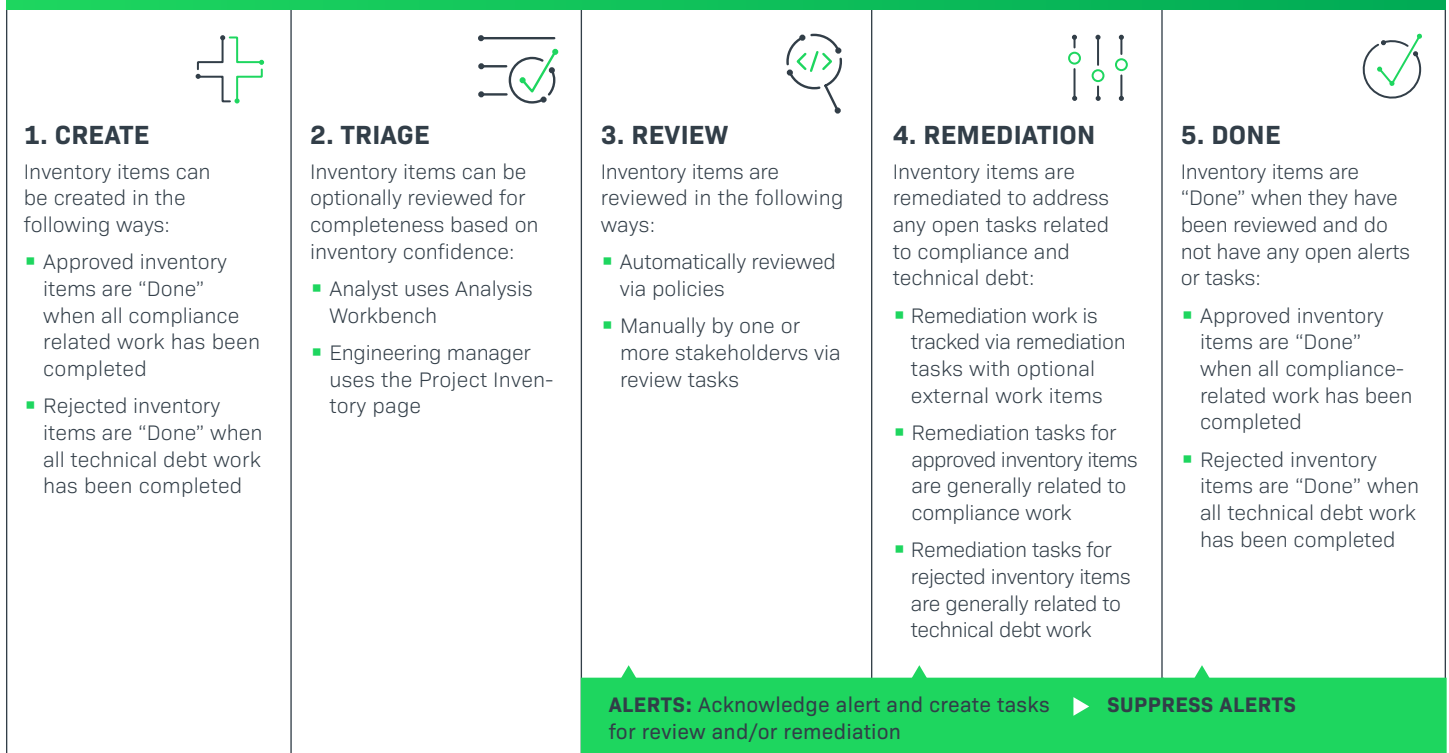 1. CREATE
Inventory items can
be created in the
following ways:
Approved inventory
items are “Done”
when all compliance
related work has been
completed
Rejected inventory
items are “Done” when
all technical debt work
has been completed
2. TRIAGE
Inventory items can be
optionally reviewed for
completeness based on
inventory confidence:
Analyst uses Analysis
Workbench
Engineering manager
uses the Project Inven-
tory page
</>
3. REVIEW
Inventory items are
reviewed in the following
ways:
Automatically reviewed
via policies
Manually by one or
more stakeholdervs via
review tasks
4. REMEDIATION
Inventory items are
remediated to address
any open tasks related
to compliance and
technical debt:
Remediation work is
tracked via remediation
tasks with optional
external work items
Remediation tasks for
approved inventory items
are generally related to
compliance work
Remediation tasks for
rejected inventory items
are generally related to
technical debt work
5. DONE
Inventory items are
“Done” when they have
been reviewed and do
not have any open alerts
or tasks:
Approved inventory
items are “Done”
when all compliance-
related work has been
completed
Rejected inventory
items are “Done” when
all technical debt work
has been completed
ALERTS: Acknowledge alert and create tasks
for review and/or remediation
SUPPRESS ALERTS